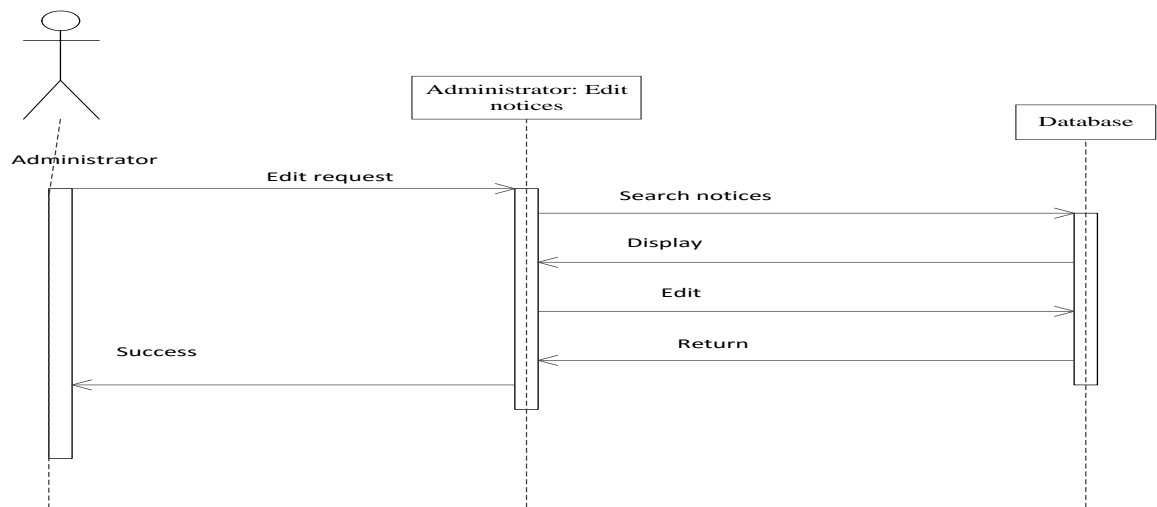 Administrator: Edit
notices
Database
Administrator
Edit request
Search notices
Display
Edit
Return
Success